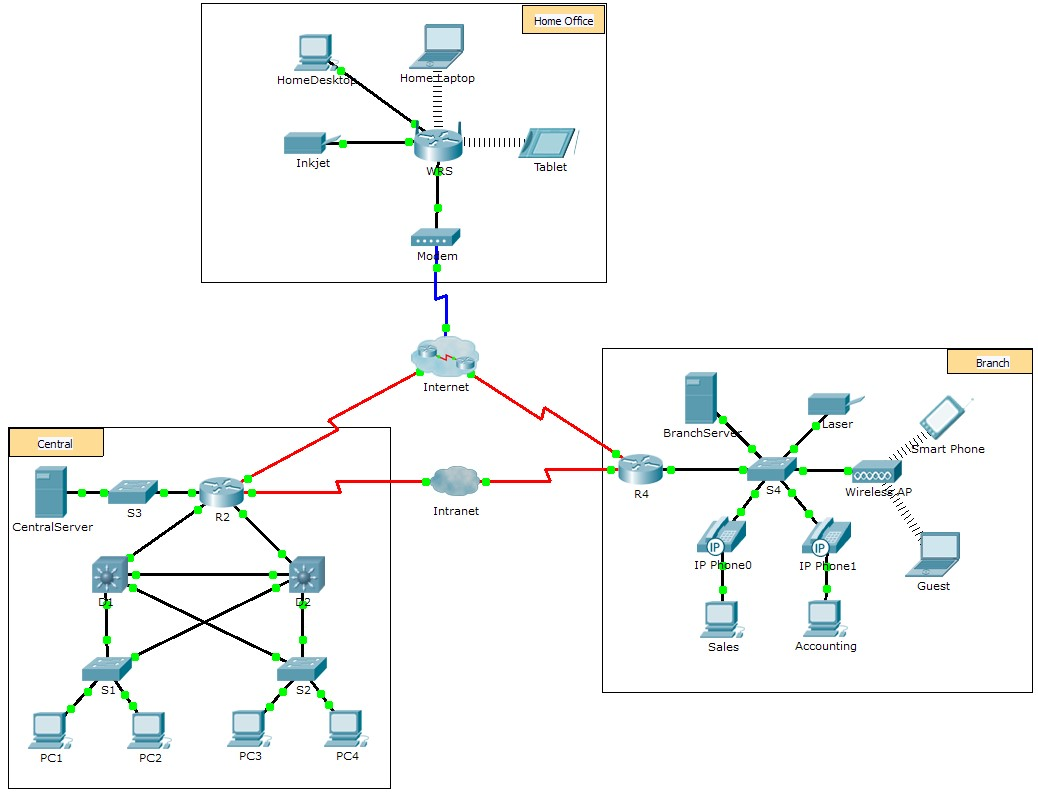 Home Office
HomeDesktop
Home Laptop
Inkjet
WRS
Tablet
Modem
Internet
Branch
BranchServer
Laser
Smart Phone
Central
CentralServer
S3
R2
Intranet
R4
S4
Wireless AP
IP
IP Phone0
IP
IP Phone1
Guest
D1
D2
Sales
Accounting
S1
S2
PC1
PC2
PC3
PC4